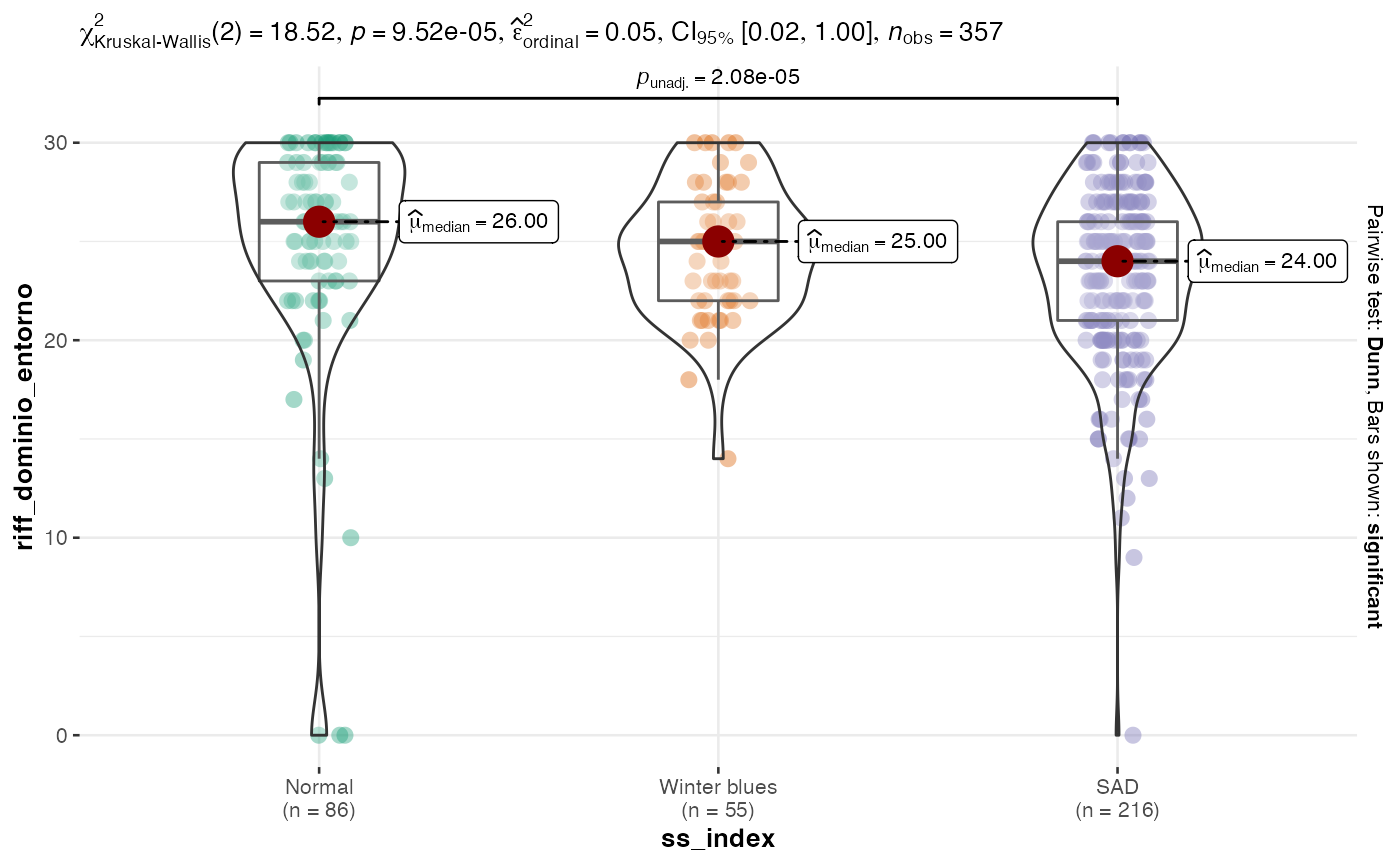 χ²Kruskal-Wallis(2) = 18.52, p = 9.52e-05, ε̂²ordinal = 0.05, CI95% [0.02, 1.00], nobs = 357
punadj. = 2.08e-05
30
20
10
0
riff_dominio_entorno
μ̂median = 26.00
μ̂median = 25.00
μ̂median = 24.00
Pairwise test: Dunn, Bars shown: significant
Normal
(n = 86)
Winter blues
(n = 55)
SAD
(n = 216)
ss_index